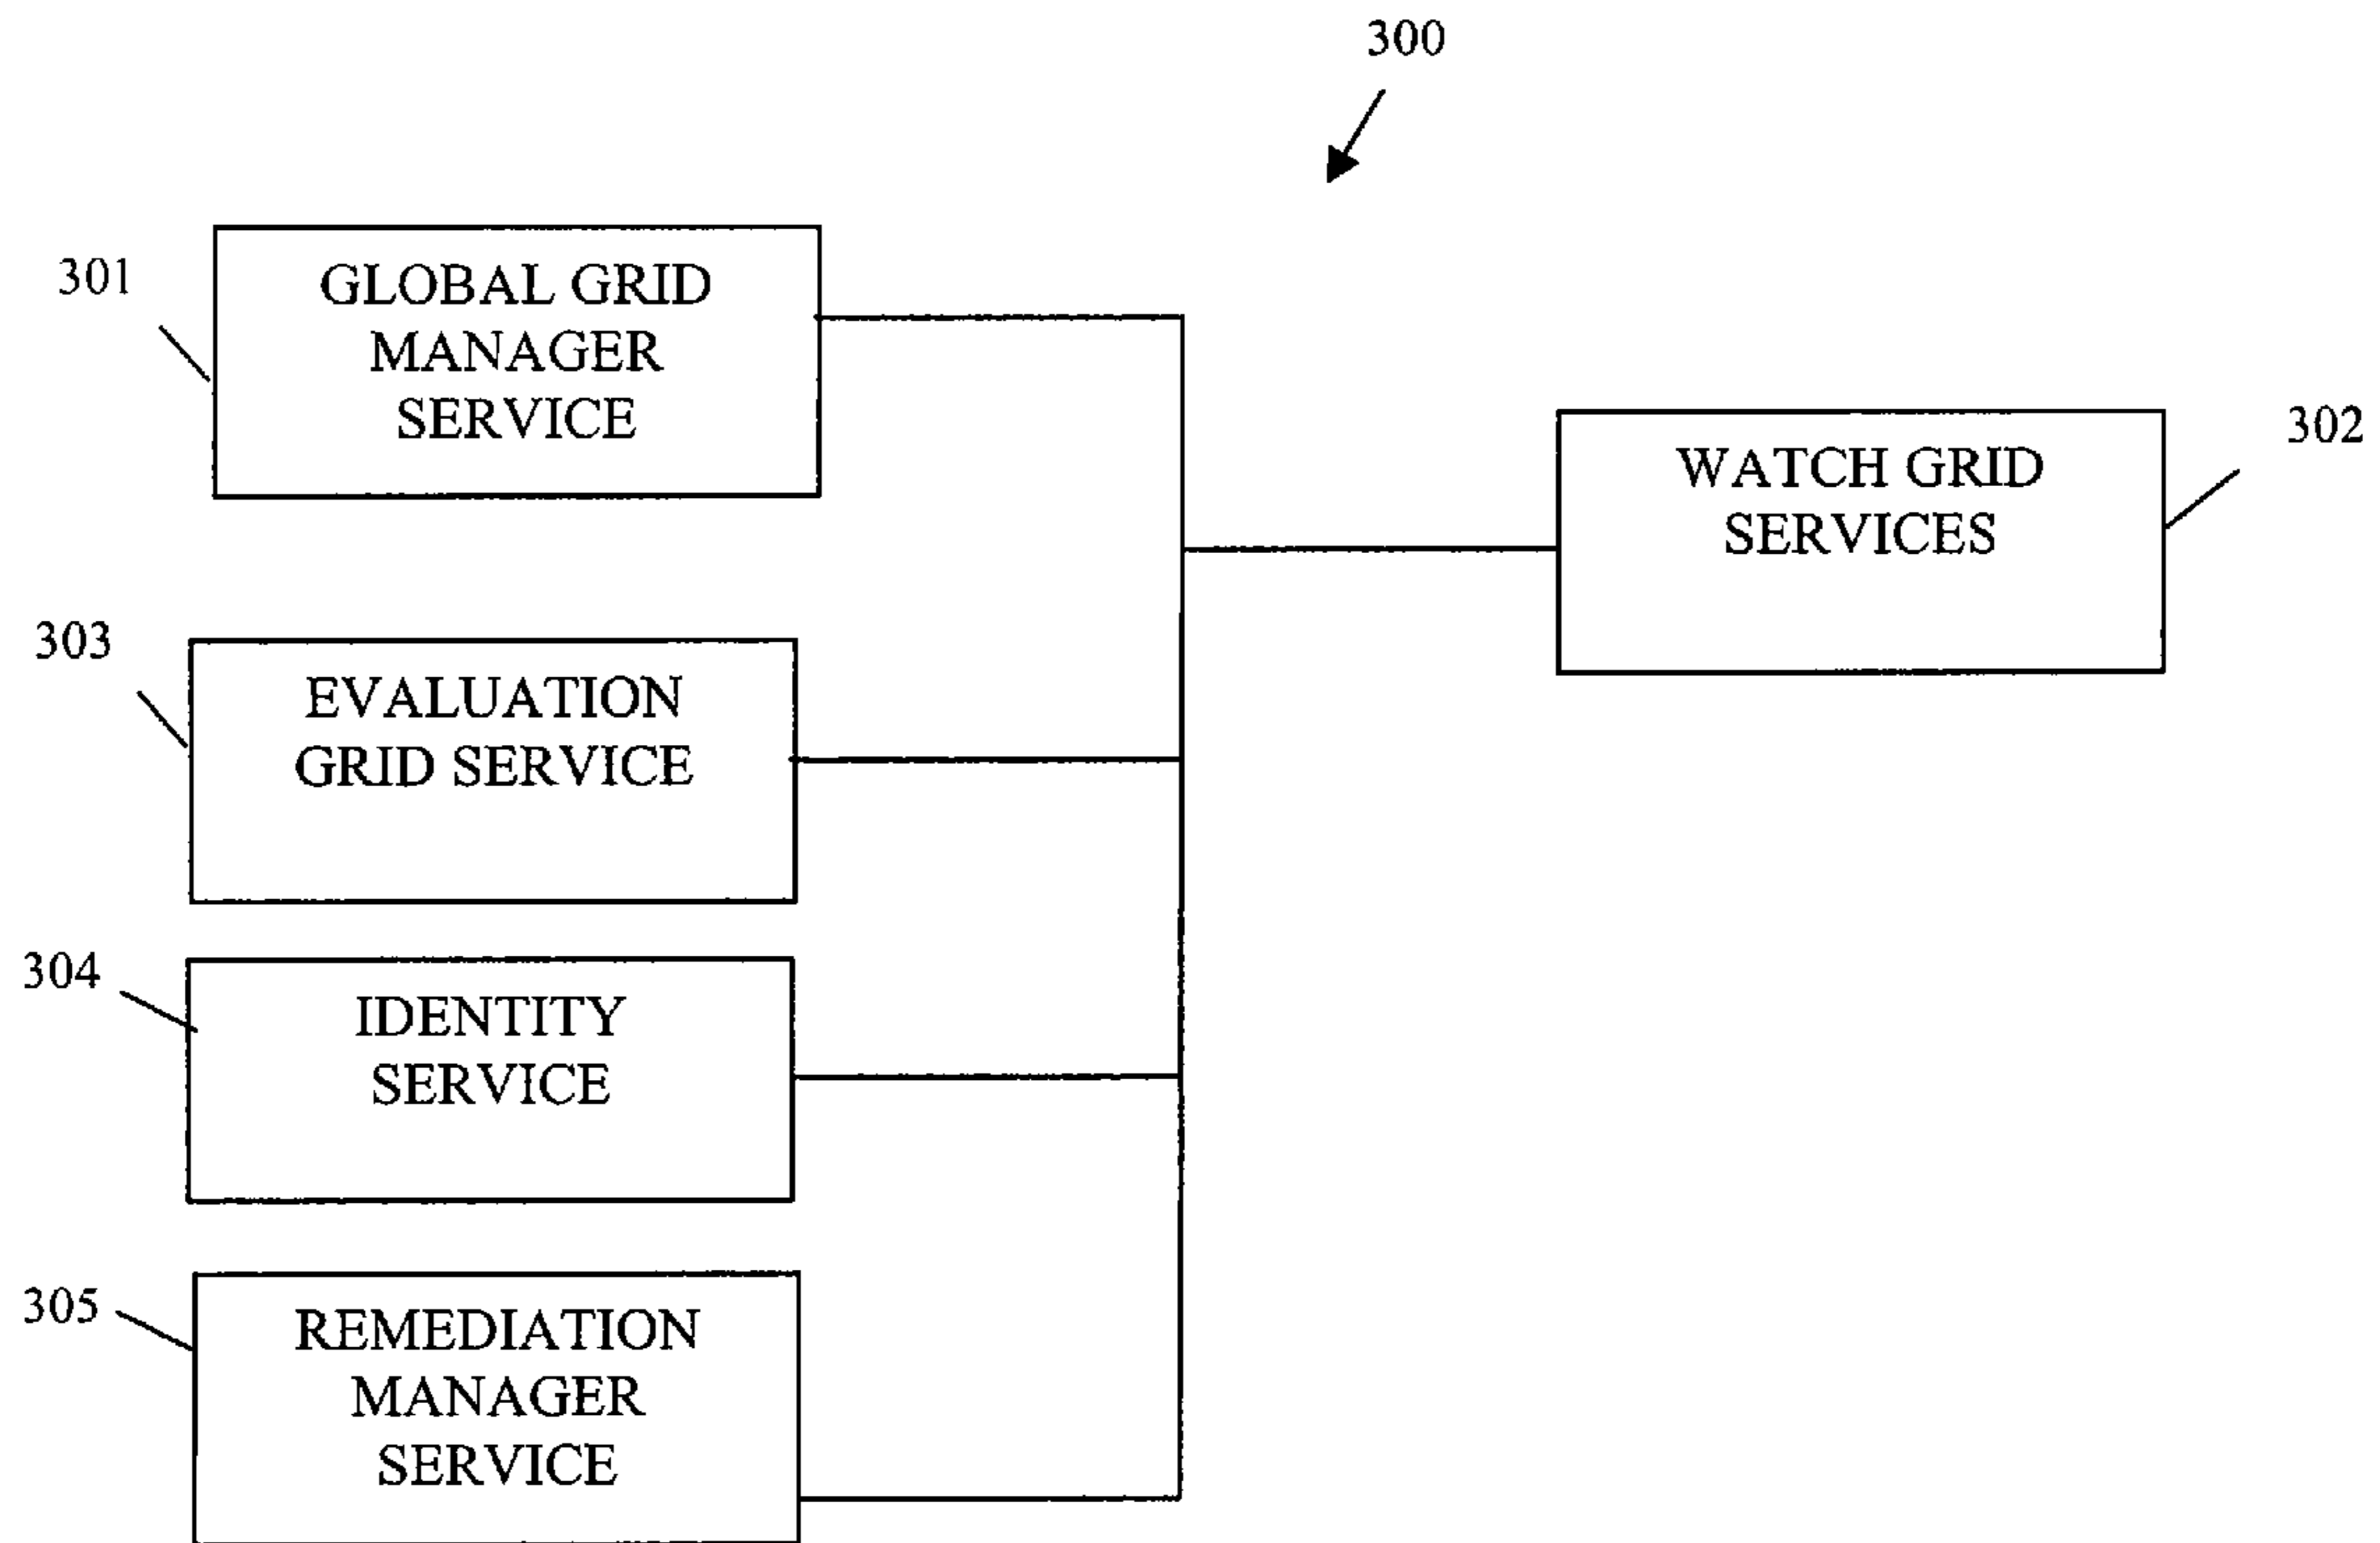 300
301
GLOBAL GRID
MANAGER
SERVICE
302
WATCH GRID
SERVICES
303
EVALUATION
GRID SERVICE
304
IDENTITY
SERVICE
305
REMEDIATION
MANAGER
SERVICE